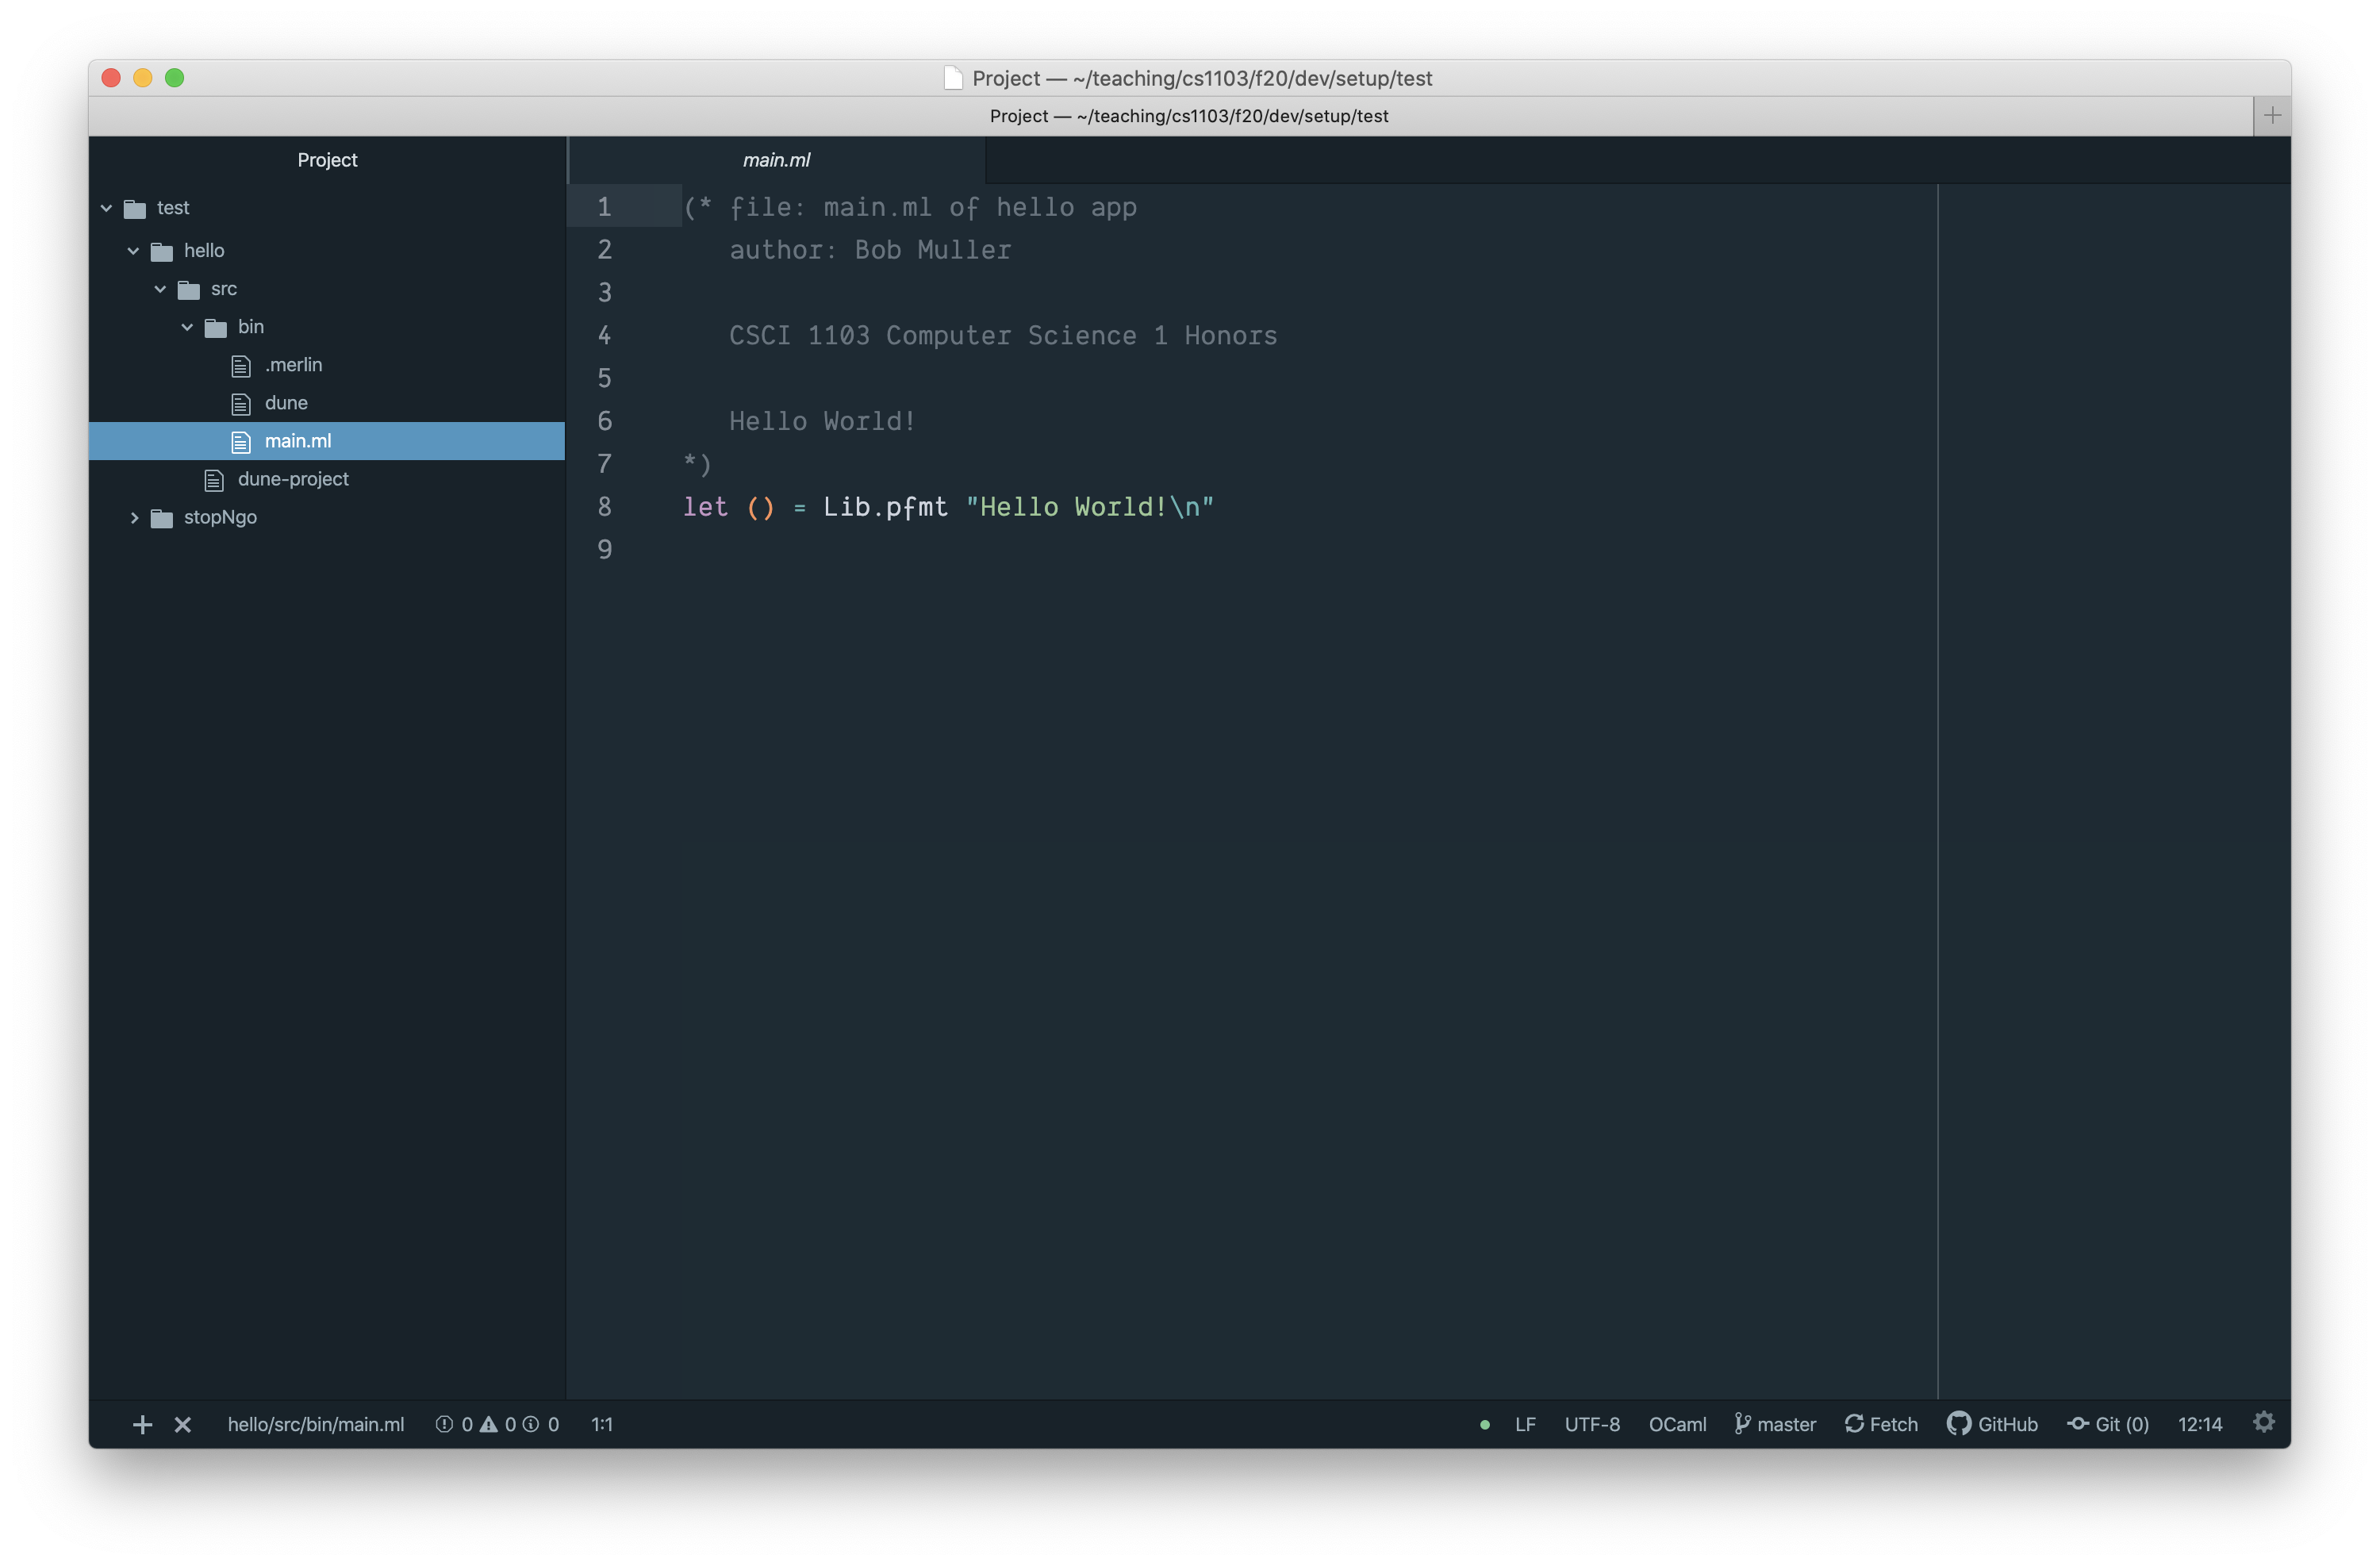 Project — ~/teaching/cs1103/f20/dev/setup/test
Project — ~/teaching/cs1103/f20/dev/setup/test
Project
main.ml
test
hello
src
bin
.merlin
dune
main.ml
dune-project
stopNgo
1 (* file: main.ml of hello app
2 author: Bob Muller
3
4 CSCI 1103 Computer Science 1 Honors
5
6 Hello World!
7 *)
8 let () = Lib.pfmt "Hello World!\n"
9
hello/src/bin/main.ml 0 0 0 1:1 LF UTF-8 OCaml master Fetch GitHub Git (0) 12:14